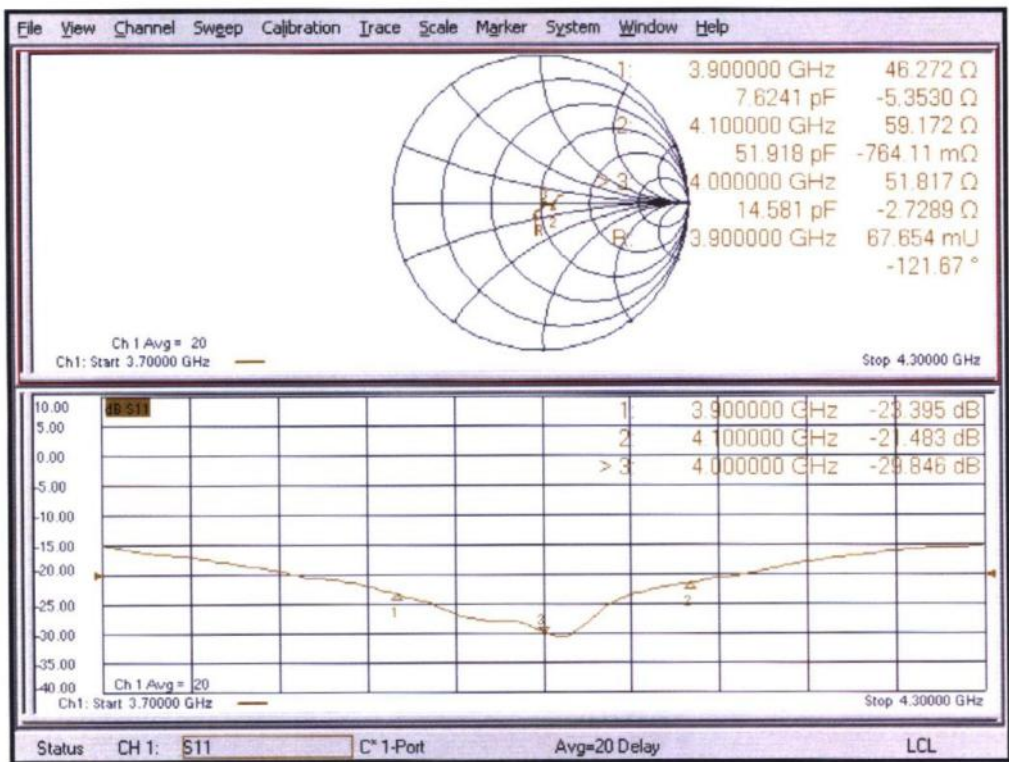 File View Channel Sweep Calibration Trace Scale Marker System Window Help
1: 3.900000 GHz 46.272 Ω
7.6241 pF -5.3530 Ω
2: 4.100000 GHz 59.172 Ω
51.918 pF -764.11 mΩ
> 3: 4.000000 GHz 51.817 Ω
14.581 pF -2.7289 Ω
R: 3.900000 GHz 67.654 mU
-121.67 °
2
R
Ch 1 Avg = 20
Ch1: Start 3.70000 GHz Stop 4.30000 GHz
10.00 dB S11 1: 3.900000 GHz -23.395 dB
5.00 2: 4.100000 GHz -21.483 dB
0.00 > 3: 4.000000 GHz -29.846 dB
-5.00
-10.00
-15.00
-20.00
-25.00
1 2
-30.00 3
-35.00
-40.00 Ch 1 Avg = 20
Ch1: Start 3.70000 GHz Stop 4.30000 GHz
Status CH 1: S11 C* 1-Port Avg=20 Delay LCL